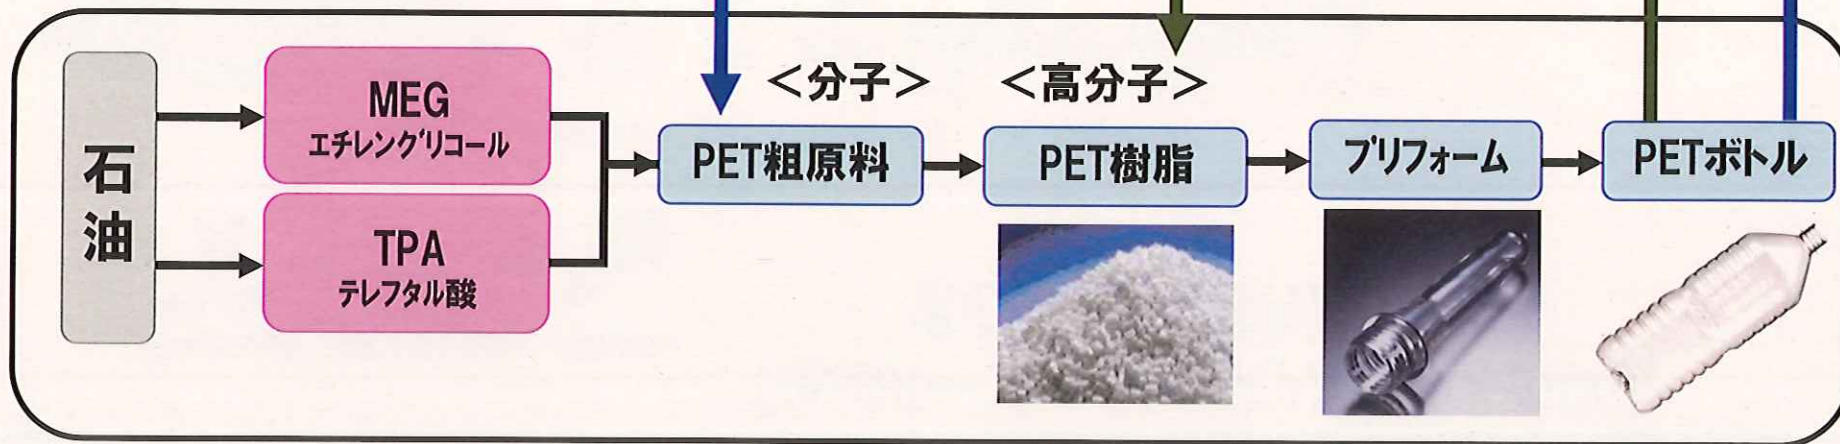 石油
MEG
エチレングリコール
TPA
テレフタル酸
PET粗原料
＜分子＞
＜高分子＞
PET樹脂
プリフォーム
PETボトル